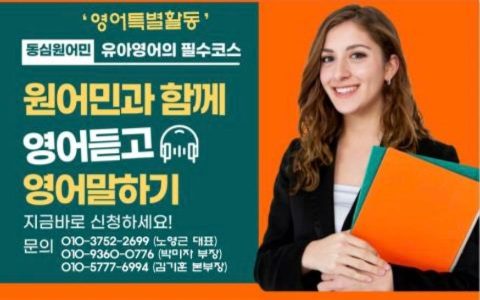 ‘영어특별활동’
동심원어민 유아영어의 필수코스
원어민과 함께
영어듣고
영어말하기
지금바로 신청하세요!
문의 010-3752-2699 (노영근 대표)
010-9360-0776 (박미자 부장)
010-5777-6994 (김기훈 본부장)